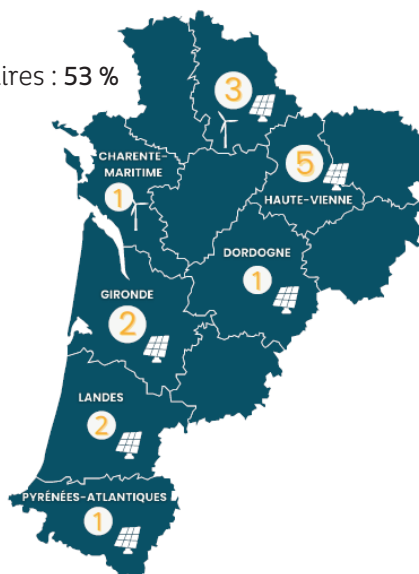 ires : 53 %
3
5
CHARENTE-
MARITIME
1
HAUTE-VIENNE
DORDOGNE
1
GIRONDE
2
LANDES
2
PYRÉNÉES-ATLANTIQUES
1